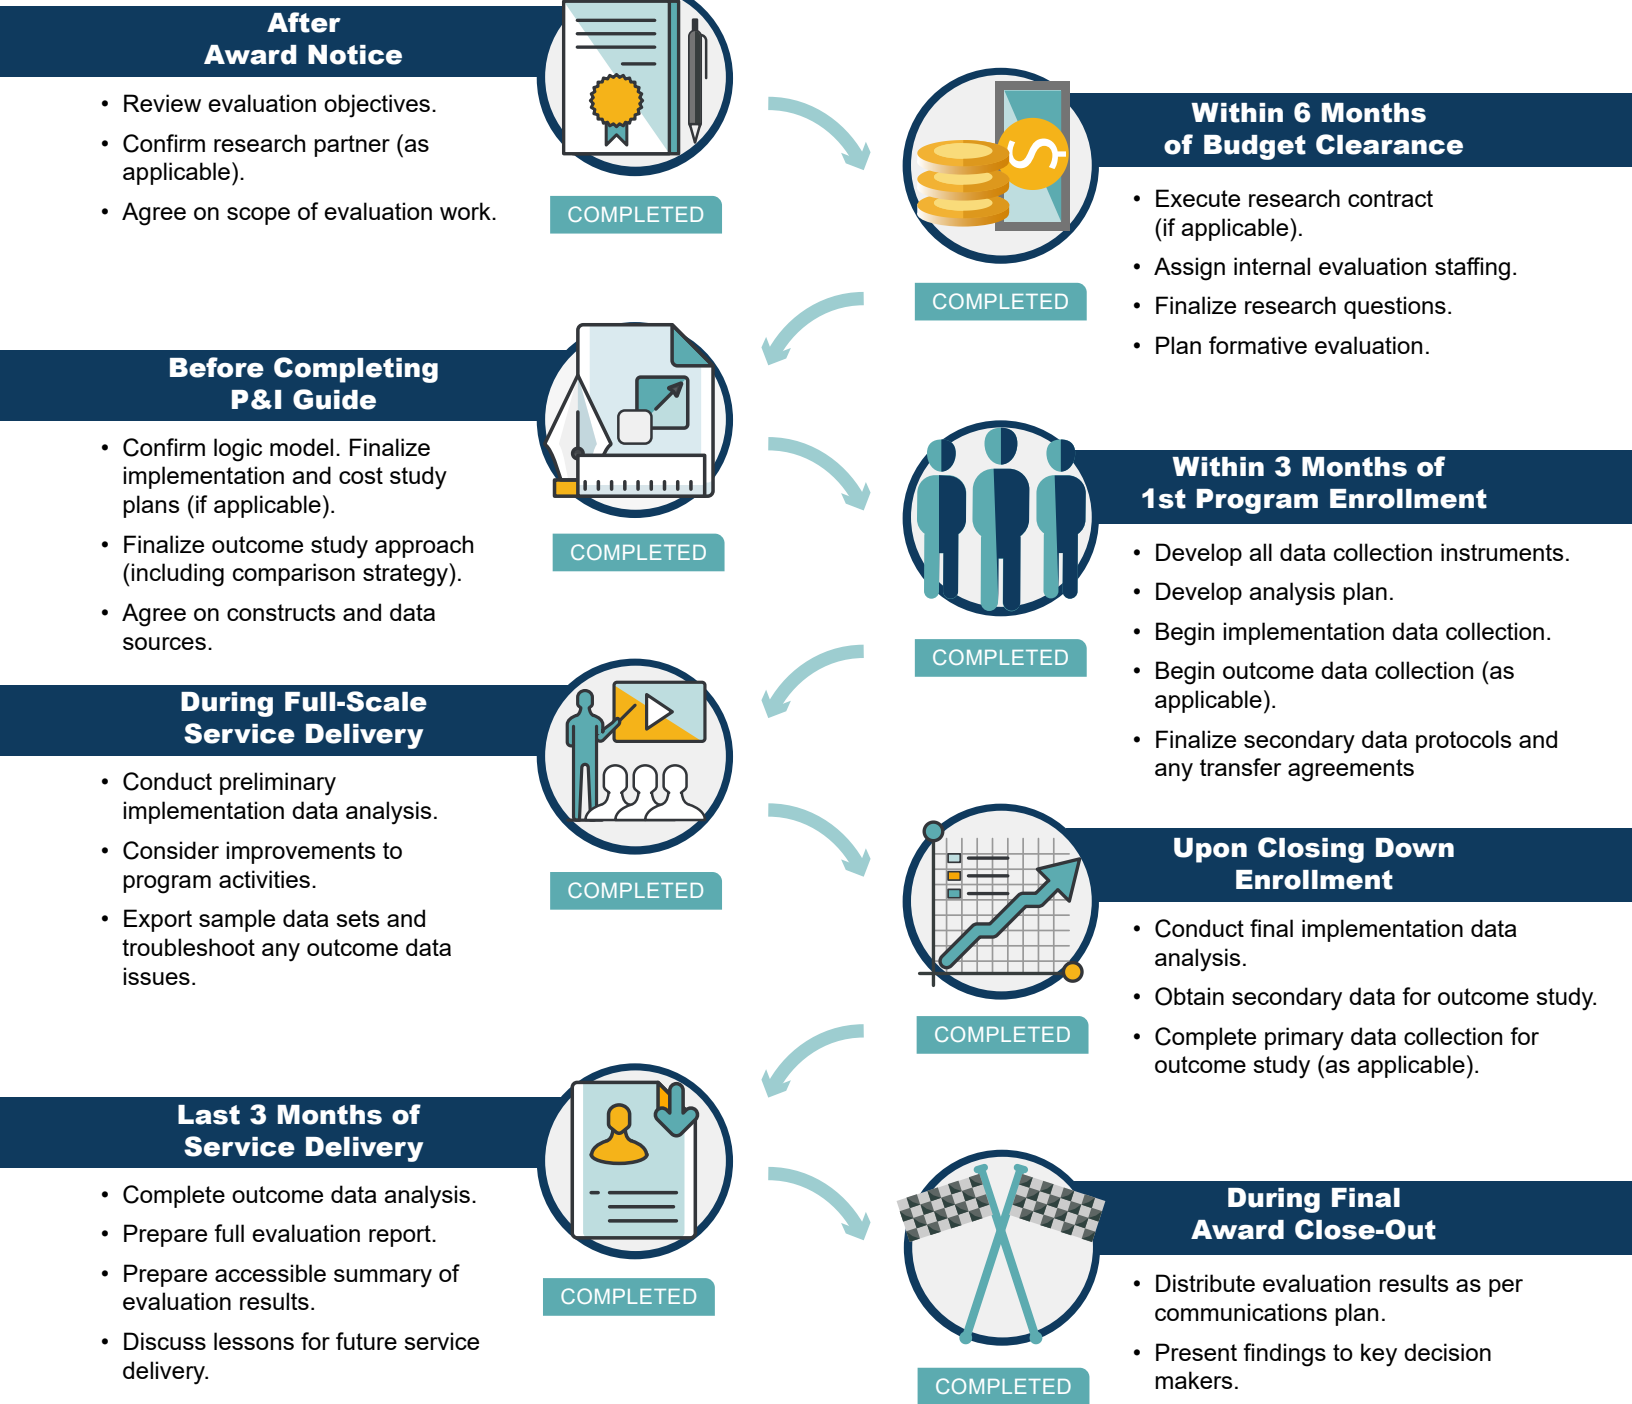 After
Award Notice
• Review evaluation objectives.
• Confirm research partner (as
applicable).
• Agree on scope of evaluation work.
COMPLETED
Within 6 Months
of Budget Clearance
• Execute research contract
(if applicable).
• Assign internal evaluation staffing.
• Finalize research questions.
• Plan formative evaluation.
$
COMPLETED
Before Completing
P&I Guide
• Confirm logic model. Finalize
implementation and cost study
plans (if applicable).
• Finalize outcome study approach
(including comparison strategy).
• Agree on constructs and data
sources.
COMPLETED
Within 3 Months of
1st Program Enrollment
• Develop all data collection instruments.
• Develop analysis plan.
• Begin implementation data collection.
• Begin outcome data collection (as
applicable).
• Finalize secondary data protocols and
any transfer agreements
COMPLETED
During Full-Scale
Service Delivery
• Conduct preliminary
implementation data analysis.
• Consider improvements to
program activities.
• Export sample data sets and
troubleshoot any outcome data
issues.
COMPLETED
Upon Closing Down
Enrollment
• Conduct final implementation data
analysis.
• Obtain secondary data for outcome study.
• Complete primary data collection for
outcome study (as applicable).
COMPLETED
Last 3 Months of
Service Delivery
• Complete outcome data analysis.
• Prepare full evaluation report.
• Prepare accessible summary of
evaluation results.
• Discuss lessons for future service
delivery.
COMPLETED
During Final
Award Close-Out
• Distribute evaluation results as per
communications plan.
• Present findings to key decision
makers.
COMPLETED